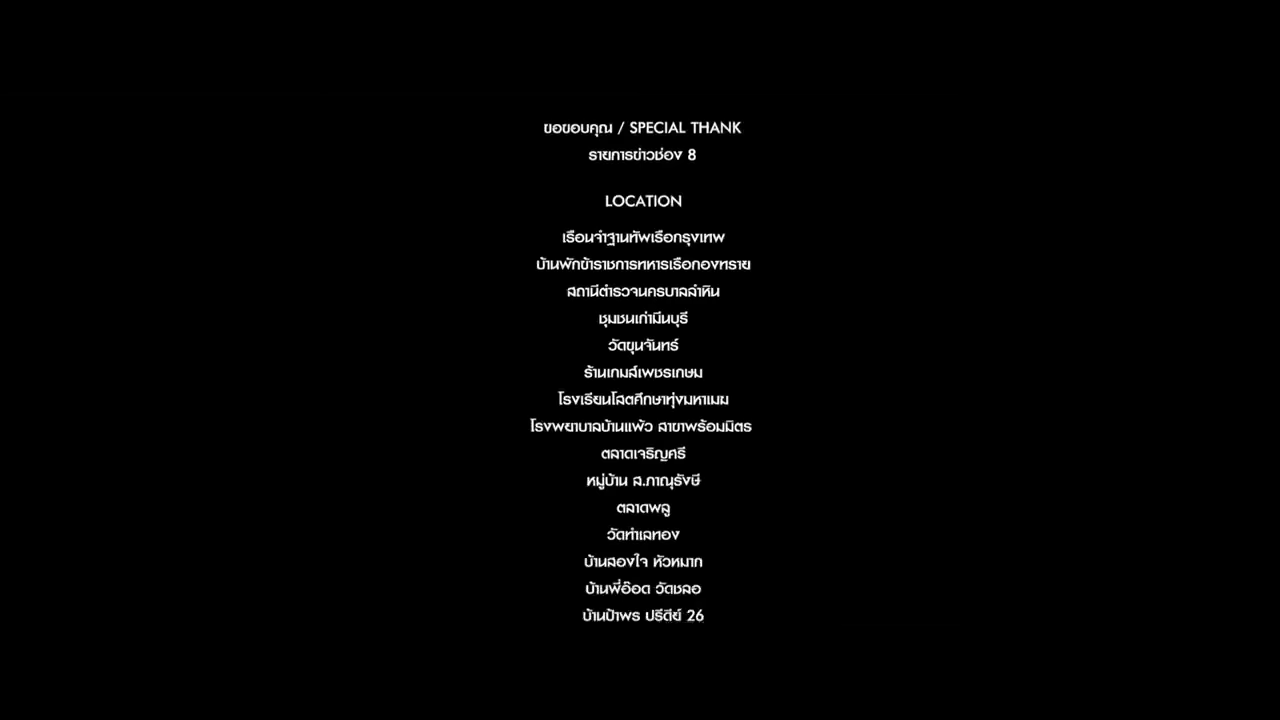 ขอขอบคุณ / SPECIAL THANK
รายการข่าวช่อง 8
LOCATION
เรือนจำฐานทัพเรือกรุงเทพ
บ้านพักข้าราชการทหารเรือกองทราย
สถานีตำรวจนครบาลลำหิน
ชุมชนเก่ามีนบุรี
วัดขุนจันทร์
ร้านเกมส์เพชรเกษม
โรงเรียนโสตศึกษาทุ่งมหาเมฆ
โรงพยาบาลบ้านแพ้ว สาขาพร้อมมิตร
ตลาดเจริญศรี
หมู่บ้าน ส.ภาณุรังษี
ตลาดพลู
วัดทำเลทอง
บ้านสองใจ หัวหมาก
บ้านพี่อ๊อด วัดชลอ
บ้านป้าพร ปรีดีย์ 26